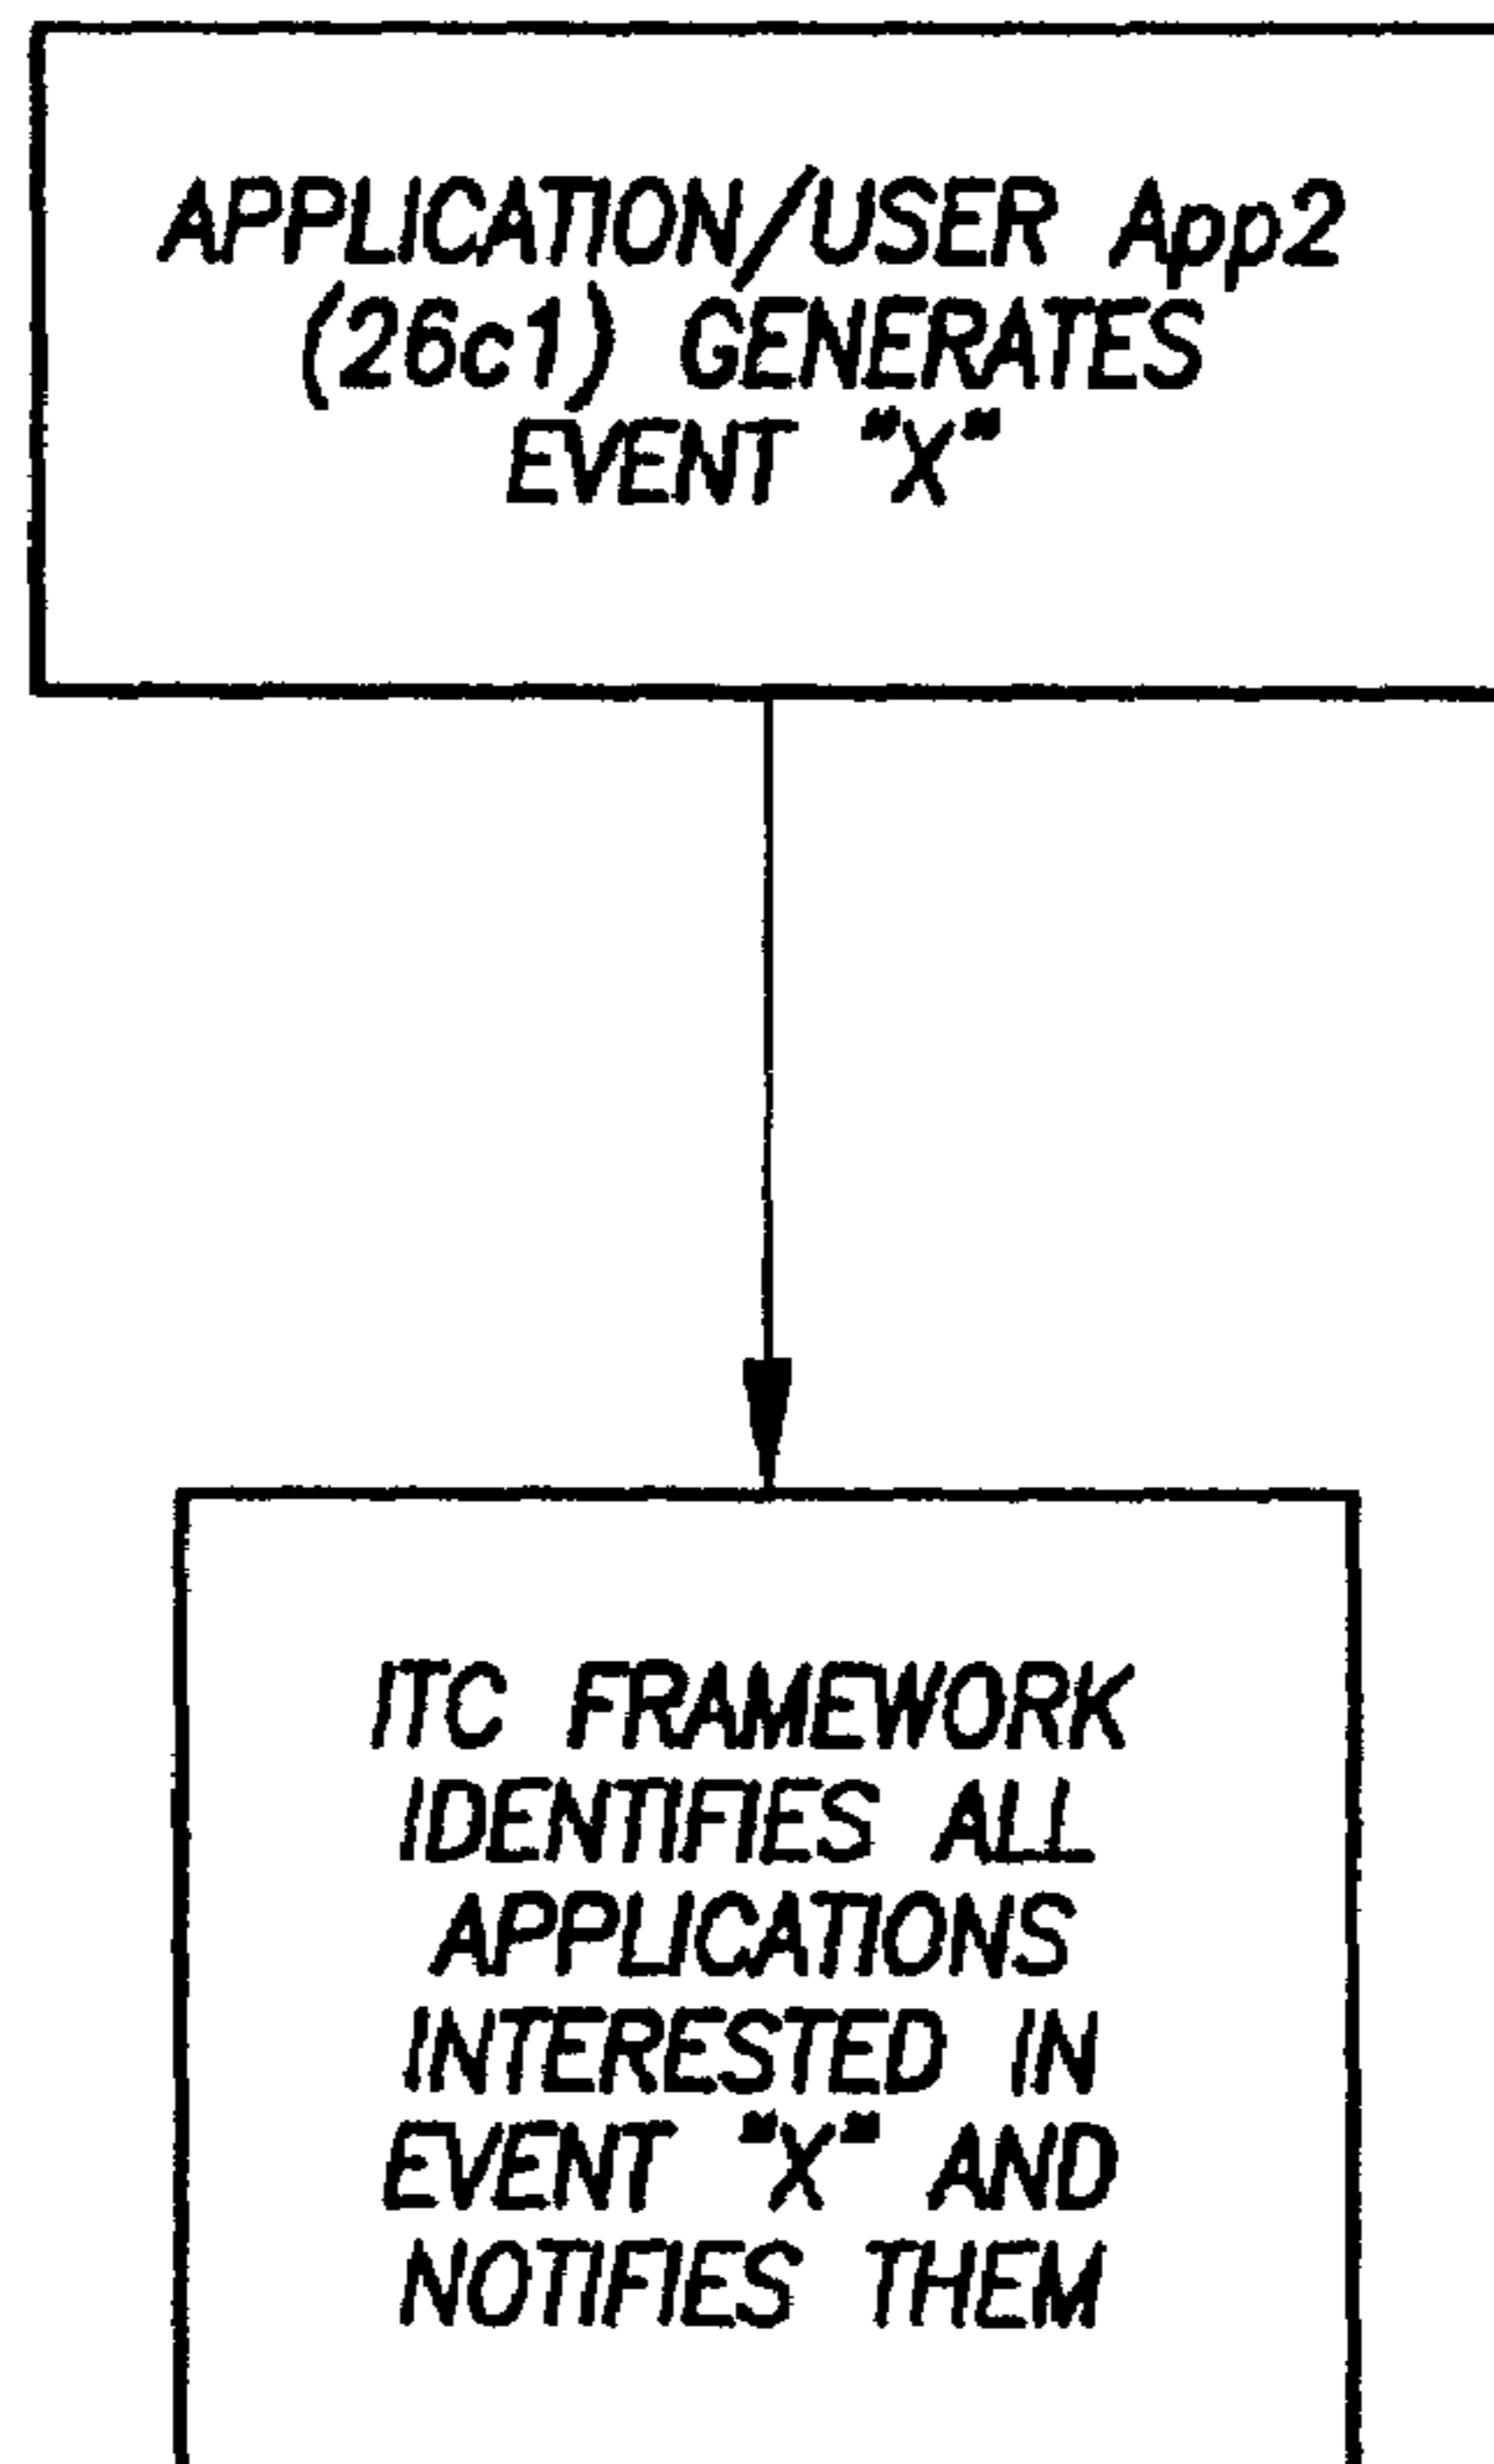 APPLICATION/USER App2
(26c1) GENERATES
EVENT "X"
ITC FRAMEWORK
IDENTIFIES ALL
APPLICATIONS
INTERESTED IN
EVENT "X" AND
NOTIFIES THEM